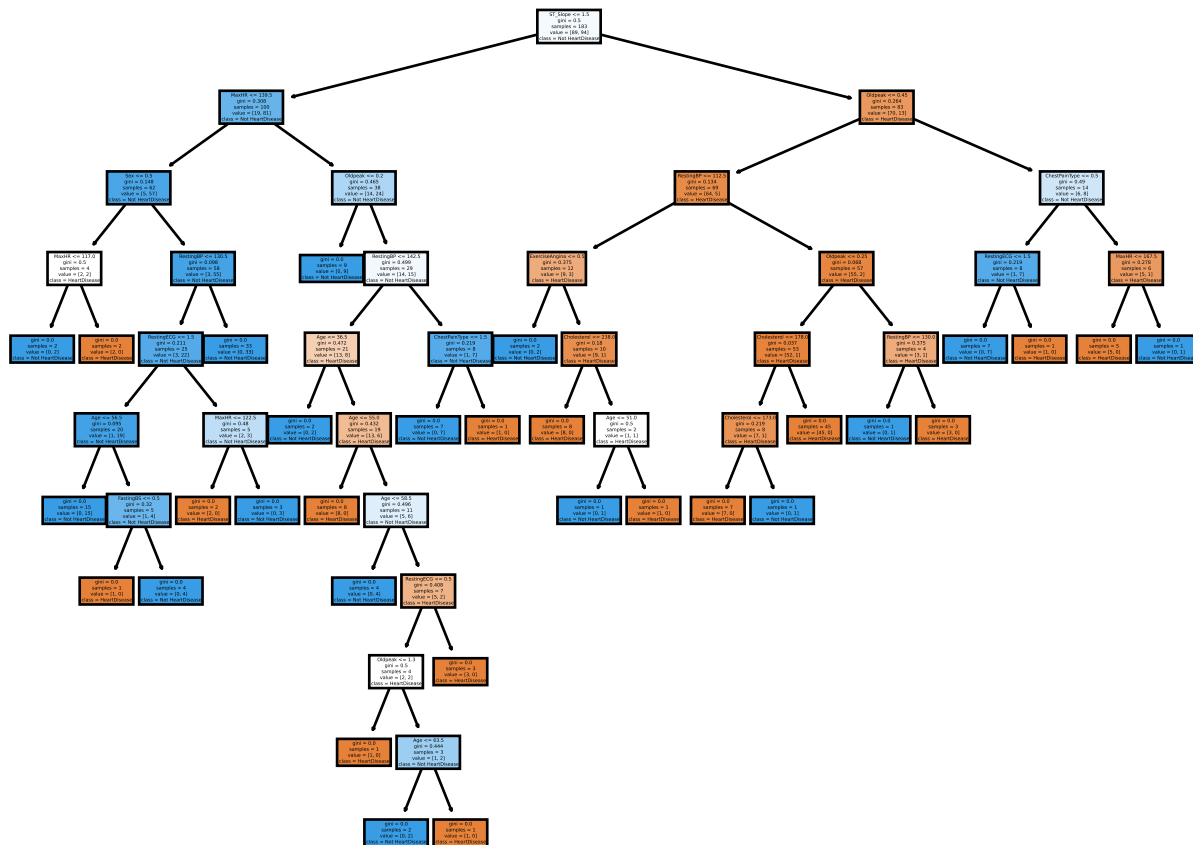 ST_Slope <= 1.5
gini = 0.5
samples = 183
value = [89, 94]
class = Not HeartDisease
MaxHR <= 139.5
gini = 0.308
samples = 100
value = [19, 81]
class = Not HeartDisease
Oldpeak <= 0.45
gini = 0.264
samples = 83
value = [70, 13]
class = HeartDisease
Sex <= 0.5
gini = 0.148
samples = 62
value = [5, 57]
class = Not HeartDisease
Oldpeak <= 0.2
gini = 0.465
samples = 38
value = [14, 24]
class = Not HeartDisease
RestingBP <= 112.5
gini = 0.134
samples = 69
value = [64, 5]
class = HeartDisease
ChestPainType <= 0.5
gini = 0.49
samples = 14
value = [6, 8]
class = Not HeartDisease
MaxHR <= 117.0
gini = 0.5
samples = 4
value = [2, 2]
class = HeartDisease
RestingBP <= 130.5
gini = 0.098
samples = 58
value = [3, 55]
class = Not HeartDisease
gini = 0.0
samples = 9
value = [0, 9]
class = Not HeartDisease
RestingBP <= 142.5
gini = 0.499
samples = 29
value = [14, 15]
class = Not HeartDisease
ExerciseAngina <= 0.5
gini = 0.375
samples = 12
value = [9, 3]
class = HeartDisease
Oldpeak <= 0.25
gini = 0.068
samples = 57
value = [55, 2]
class = HeartDisease
RestingECG <= 1.5
gini = 0.219
samples = 8
value = [1, 7]
class = Not HeartDisease
MaxHR <= 167.5
gini = 0.278
samples = 6
value = [5, 1]
class = HeartDisease
gini = 0.0
samples = 2
value = [0, 2]
class = Not HeartDisease
gini = 0.0
samples = 2
value = [2, 0]
class = HeartDisease
RestingECG <= 1.5
gini = 0.211
samples = 25
value = [3, 22]
class = Not HeartDisease
gini = 0.0
samples = 33
value = [0, 33]
class = Not HeartDisease
Age <= 36.5
gini = 0.472
samples = 21
value = [13, 8]
class = HeartDisease
ChestPainType <= 1.5
gini = 0.219
samples = 8
value = [1, 7]
class = Not HeartDisease
gini = 0.0
samples = 2
value = [0, 2]
class = Not HeartDisease
Cholesterol <= 238.0
gini = 0.18
samples = 10
value = [9, 1]
class = HeartDisease
Cholesterol <= 178.0
gini = 0.037
samples = 53
value = [52, 1]
class = HeartDisease
RestingBP <= 130.0
gini = 0.375
samples = 4
value = [3, 1]
class = HeartDisease
gini = 0.0
samples = 7
value = [0, 7]
class = Not HeartDisease
gini = 0.0
samples = 1
value = [1, 0]
class = HeartDisease
gini = 0.0
samples = 5
value = [5, 0]
class = HeartDisease
gini = 0.0
samples = 1
value = [0, 1]
class = Not HeartDisease
Age <= 56.5
gini = 0.095
samples = 20
value = [1, 19]
class = Not HeartDisease
MaxHR <= 122.5
gini = 0.48
samples = 5
value = [2, 3]
class = Not HeartDisease
gini = 0.0
samples = 2
value = [0, 2]
class = Not HeartDisease
Age <= 55.0
gini = 0.432
samples = 19
value = [13, 6]
class = HeartDisease
gini = 0.0
samples = 7
value = [0, 7]
class = Not HeartDisease
gini = 0.0
samples = 1
value = [1, 0]
class = HeartDisease
gini = 0.0
samples = 8
value = [8, 0]
class = HeartDisease
Age <= 51.0
gini = 0.5
samples = 2
value = [1, 1]
class = HeartDisease
Cholesterol <= 173.0
gini = 0.219
samples = 8
value = [7, 1]
class = HeartDisease
gini = 0.0
samples = 45
value = [45, 0]
class = HeartDisease
gini = 0.0
samples = 1
value = [0, 1]
class = Not HeartDisease
gini = 0.0
samples = 3
value = [3, 0]
class = HeartDisease
gini = 0.0
samples = 15
value = [0, 15]
class = Not HeartDisease
FastingBS <= 0.5
gini = 0.32
samples = 5
value = [1, 4]
class = Not HeartDisease
gini = 0.0
samples = 2
value = [2, 0]
class = HeartDisease
gini = 0.0
samples = 3
value = [0, 3]
class = Not HeartDisease
gini = 0.0
samples = 8
value = [8, 0]
class = HeartDisease
Age <= 58.5
gini = 0.496
samples = 11
value = [5, 6]
class = Not HeartDisease
gini = 0.0
samples = 1
value = [0, 1]
class = Not HeartDisease
gini = 0.0
samples = 1
value = [1, 0]
class = HeartDisease
gini = 0.0
samples = 7
value = [7, 0]
class = HeartDisease
gini = 0.0
samples = 1
value = [0, 1]
class = Not HeartDisease
gini = 0.0
samples = 1
value = [1, 0]
class = HeartDisease
gini = 0.0
samples = 4
value = [0, 4]
class = Not HeartDisease
gini = 0.0
samples = 4
value = [0, 4]
class = Not HeartDisease
RestingECG <= 0.5
gini = 0.408
samples = 7
value = [5, 2]
class = HeartDisease
Oldpeak <= 1.3
gini = 0.5
samples = 4
value = [2, 2]
class = HeartDisease
gini = 0.0
samples = 3
value = [3, 0]
class = HeartDisease
gini = 0.0
samples = 1
value = [1, 0]
class = HeartDisease
Age <= 63.5
gini = 0.444
samples = 3
value = [1, 2]
class = Not HeartDisease
gini = 0.0
samples = 2
value = [0, 2]
class = Not HeartDisease
gini = 0.0
samples = 1
value = [1, 0]
class = HeartDisease